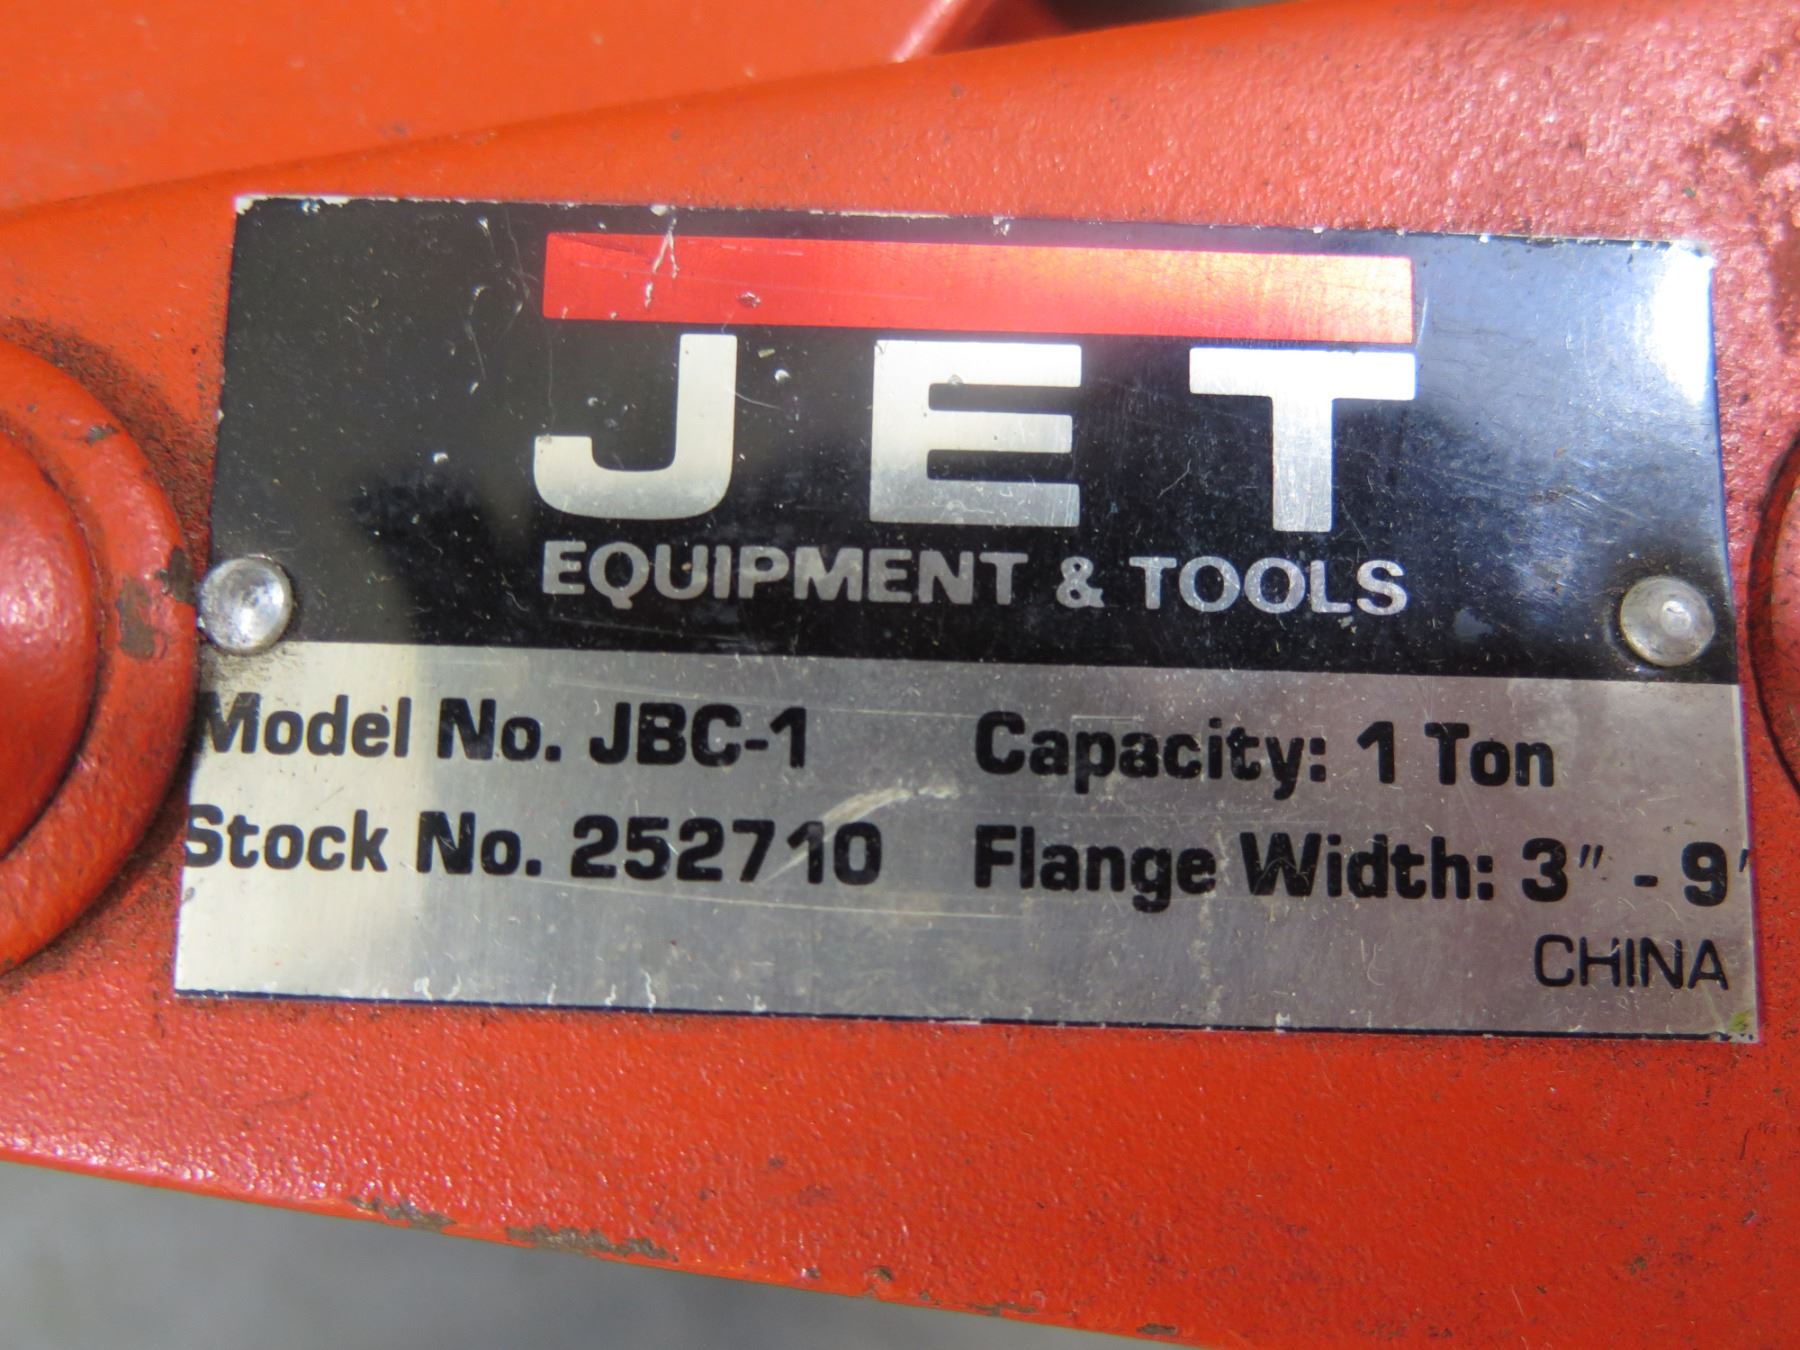 JET
EQUIPMENT & TOOLS
Model No. JBC-1 Capacity: 1 Ton
Stock No. 252710 Flange Width: 3" - 9'
CHINA